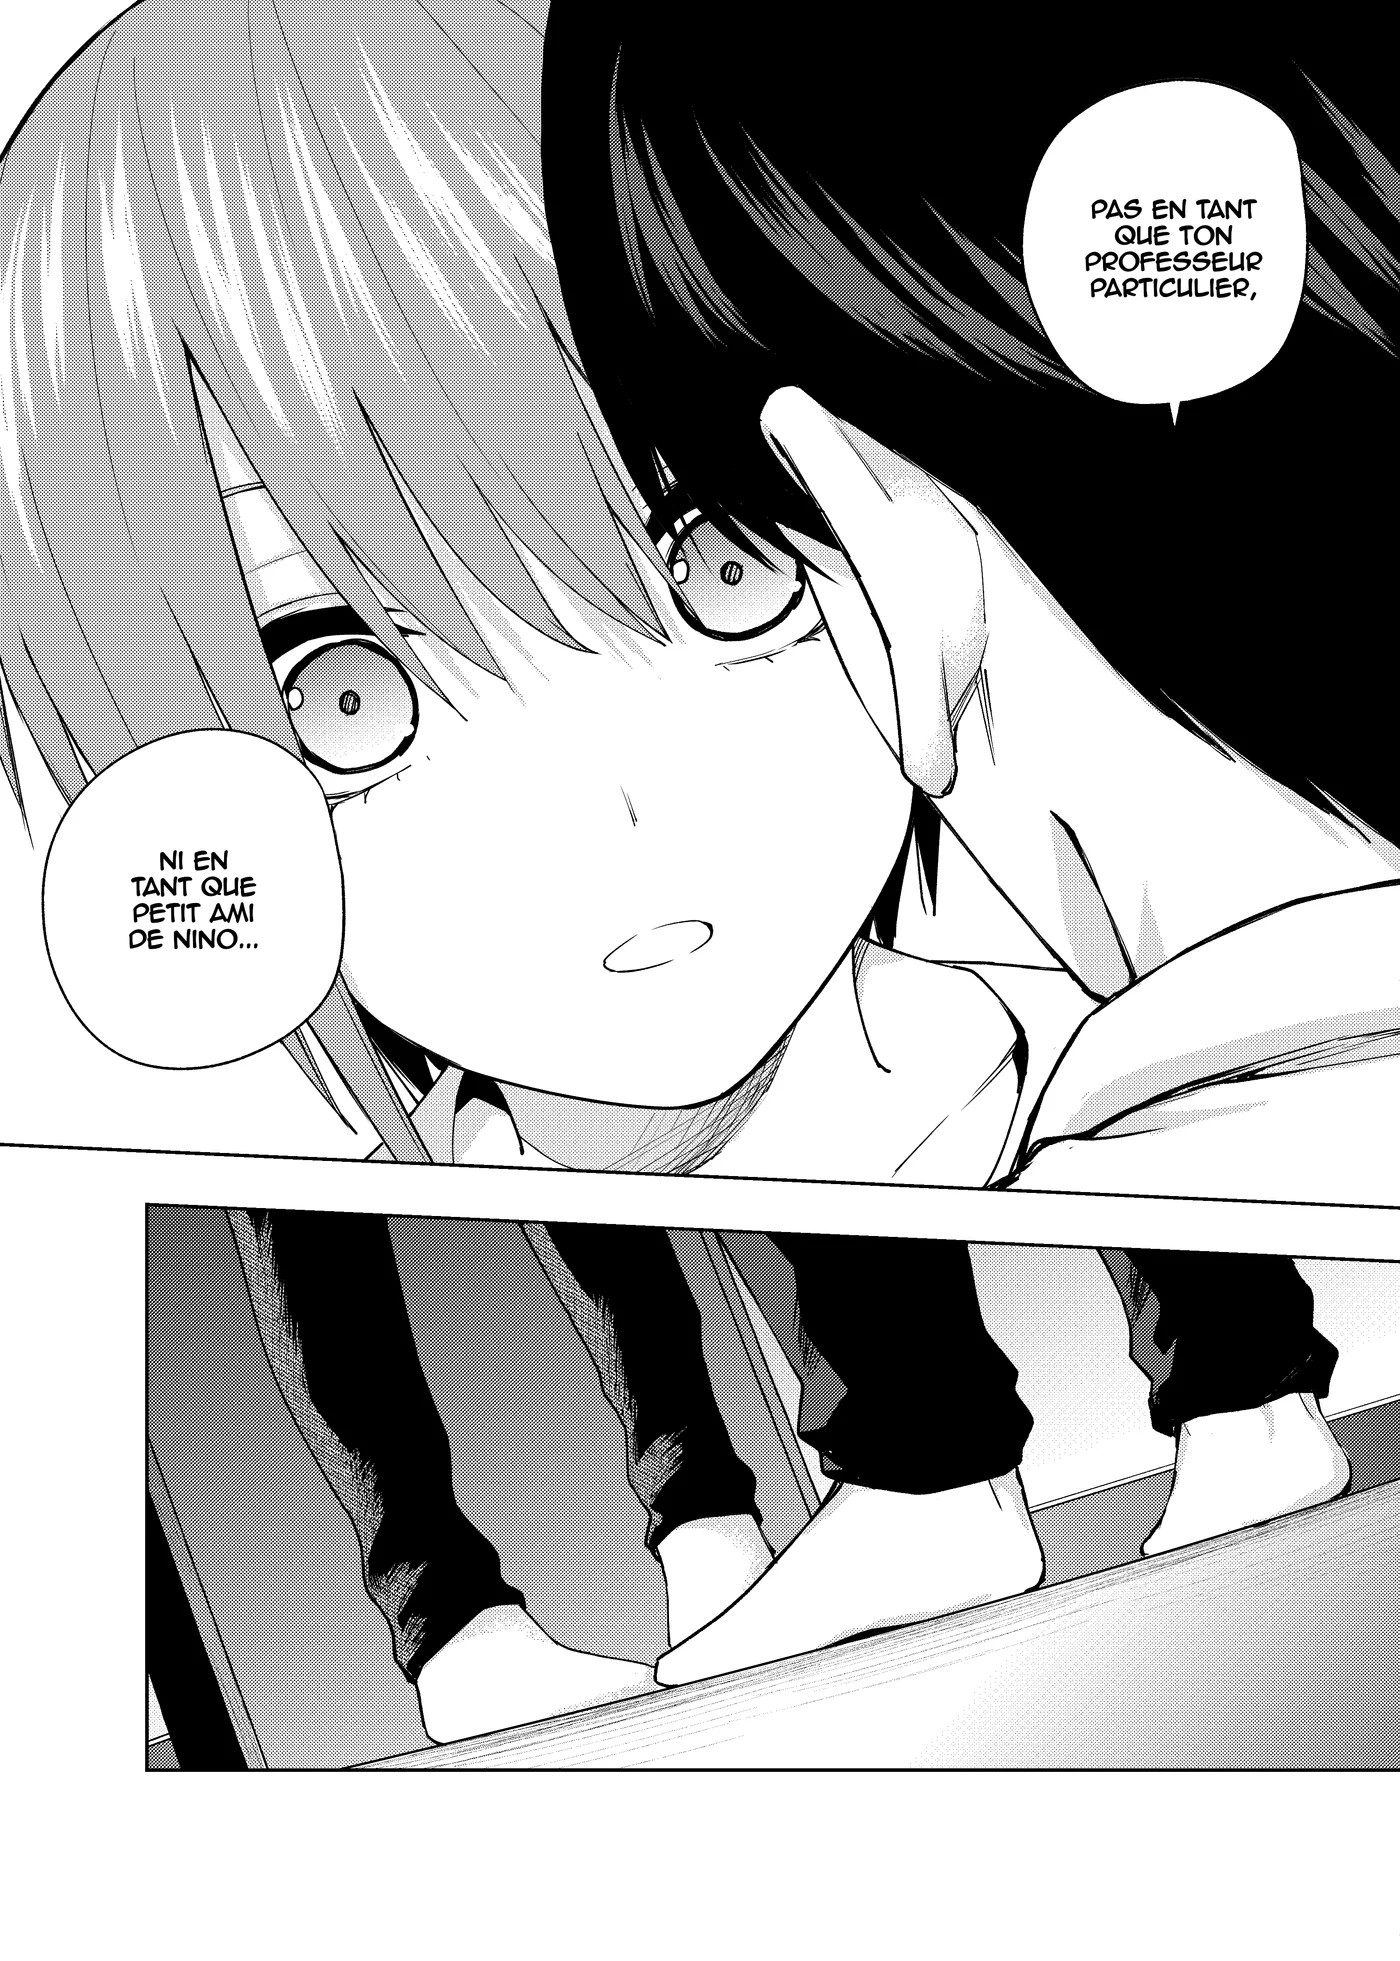 PAS EN TANT
QUE TON
PROFESSEUR
PARTICULIER,
NI EN
TANT QUE
PETIT AMI
DE NINO...